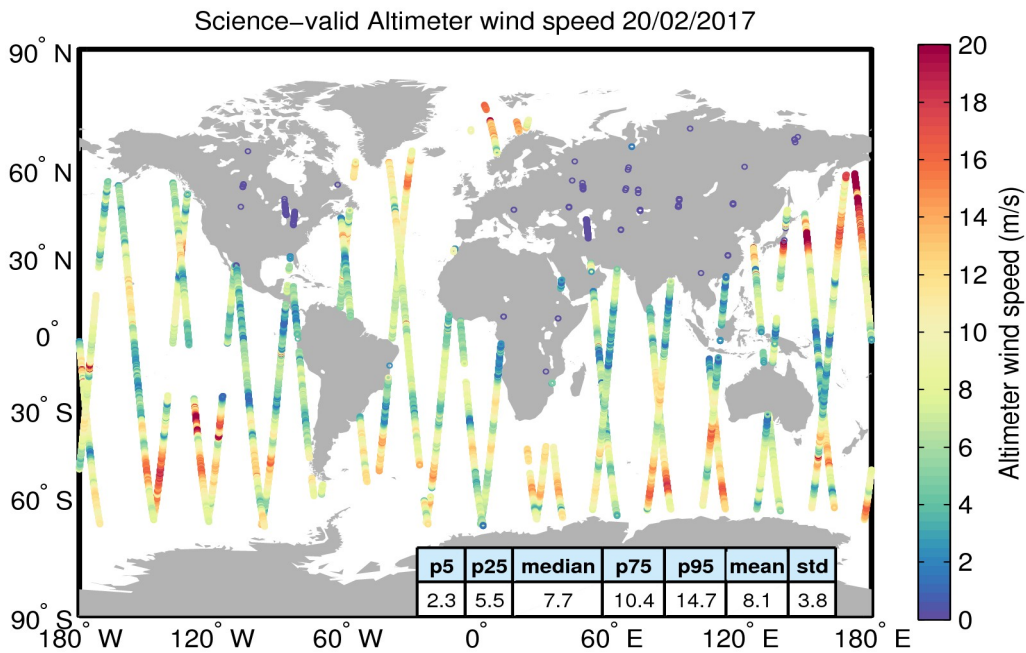 Science−valid Altimeter wind speed 20/02/2017
90° N
60° N
30° N
0°
30° S
60° S
90° S
180° W
120° W
60° W
0°
60° E
120° E
180° E
p5 p25 median p75 p95 mean std
2.3 5.5 7.7 10.4 14.7 8.1 3.8
20
18
16
14
12
10
8
6
4
2
0
Altimeter wind speed (m/s)